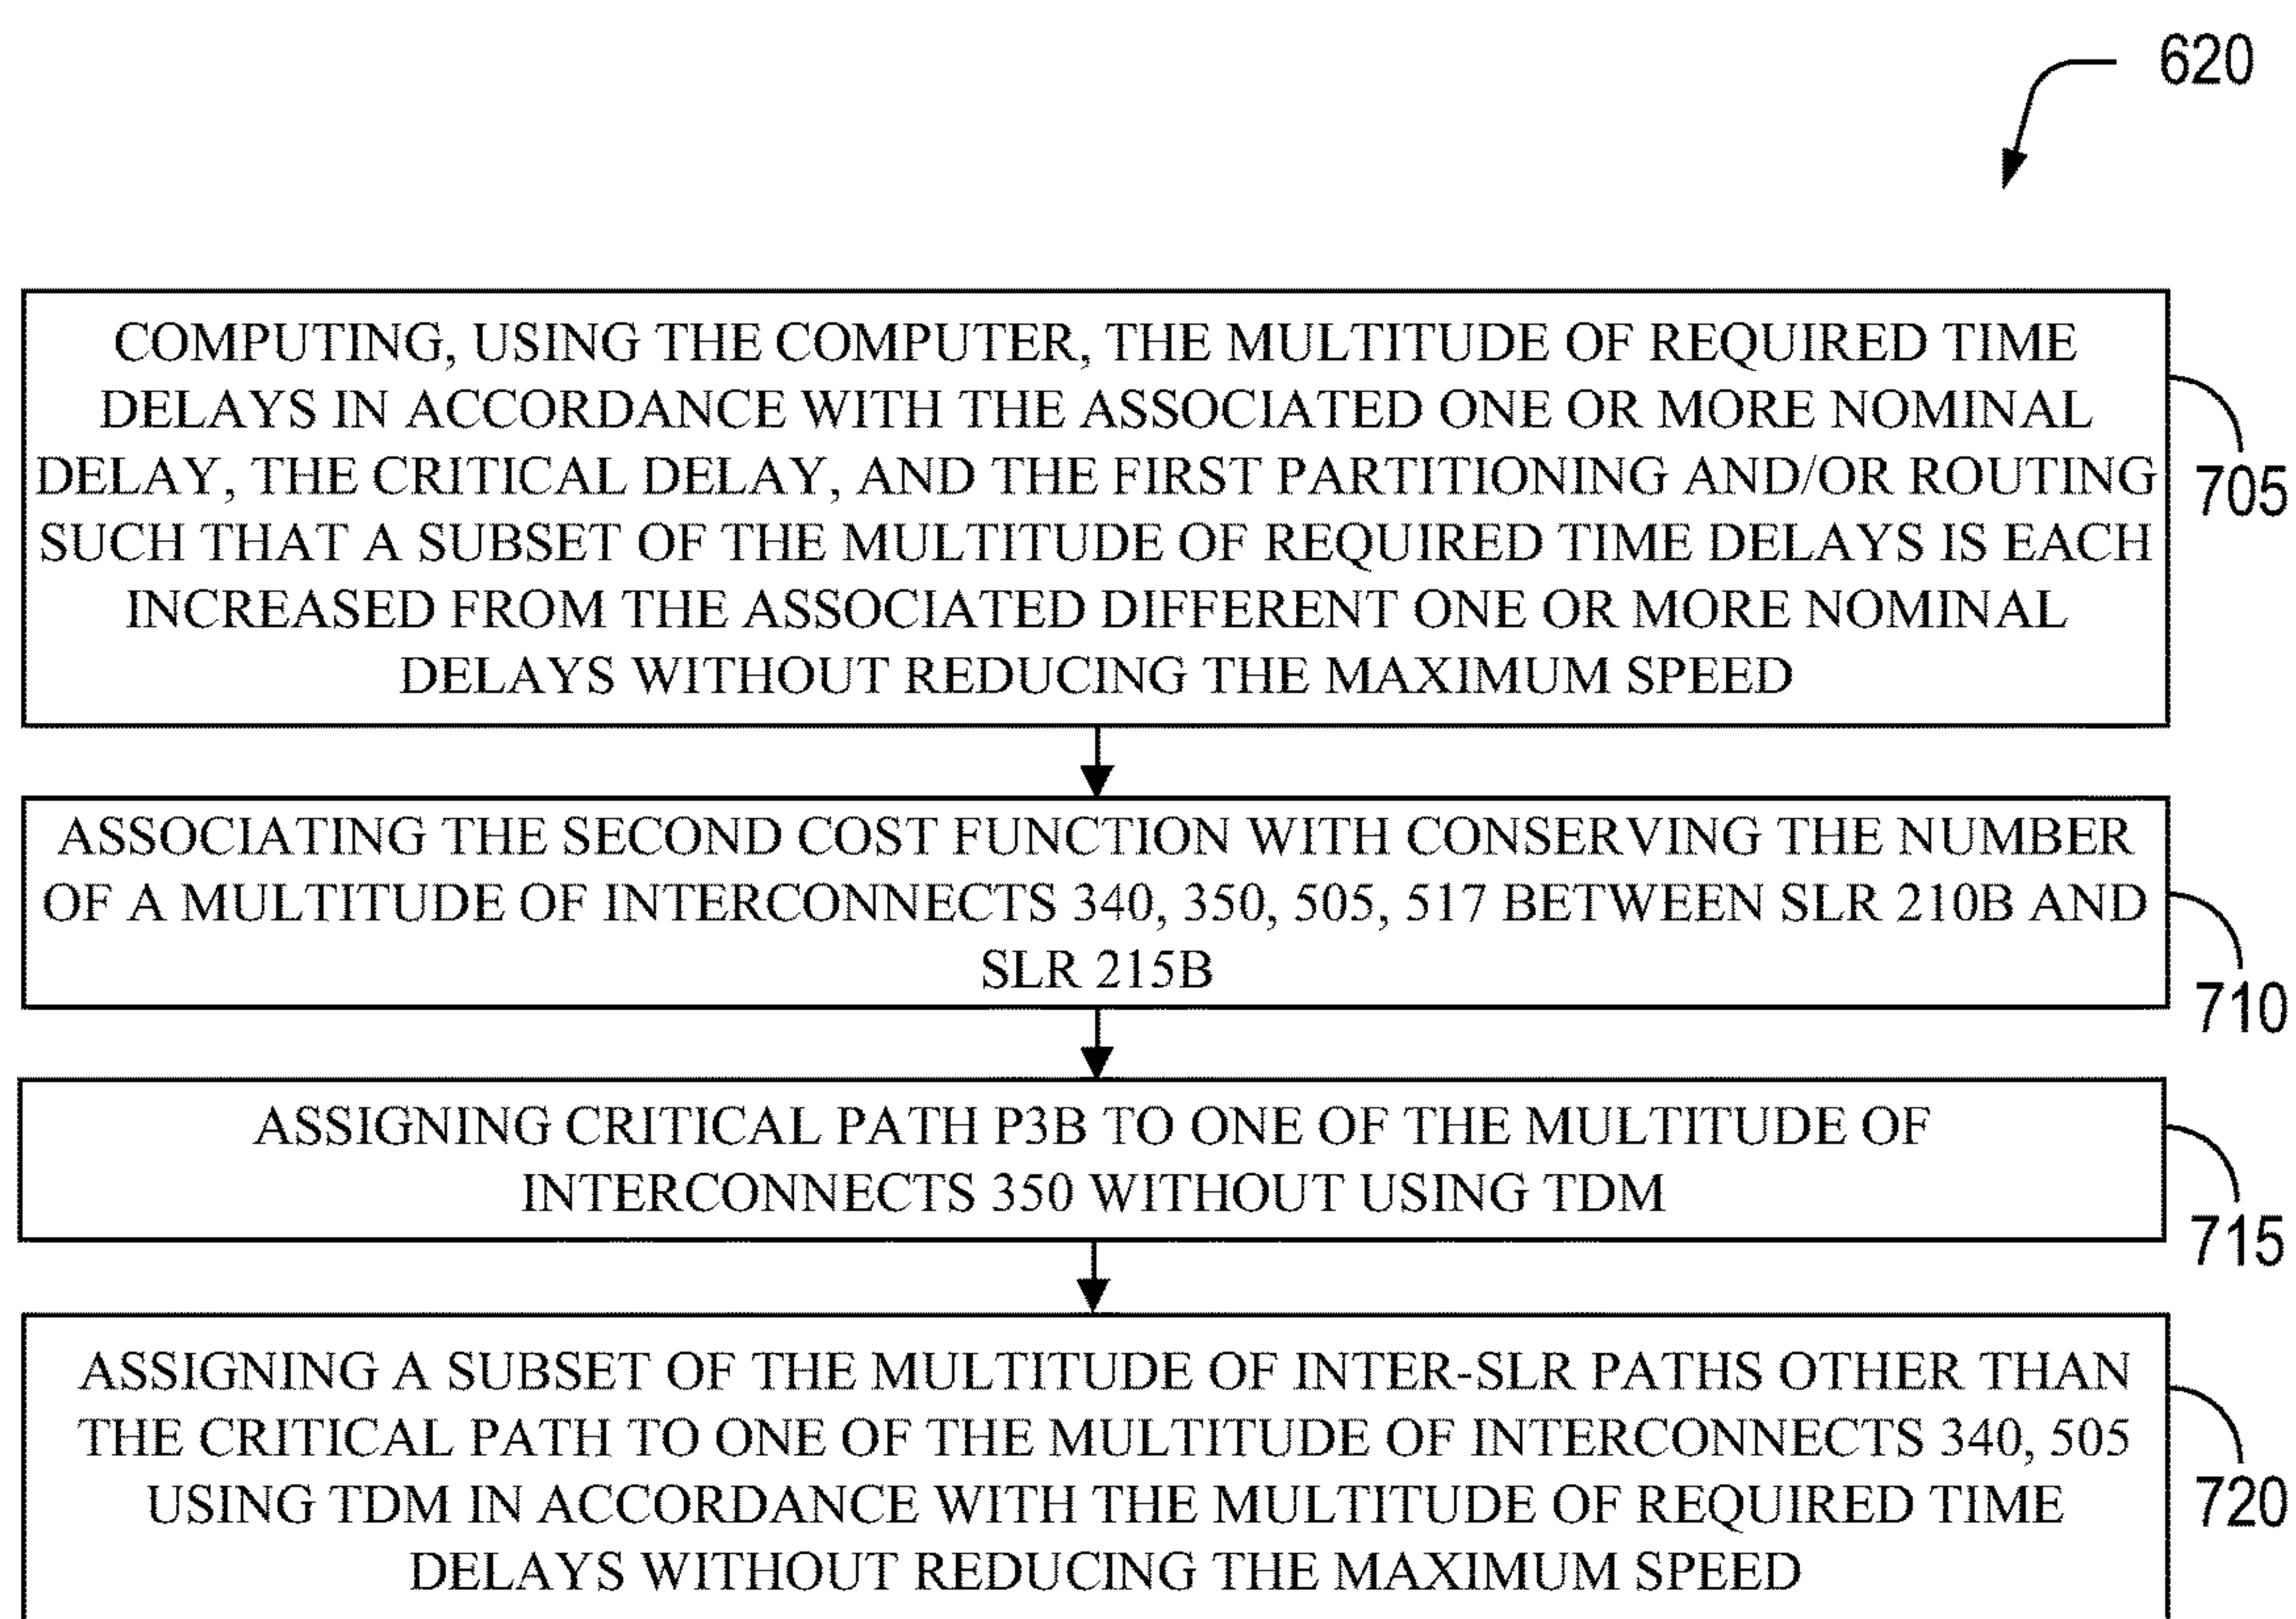 620
COMPUTING, USING THE COMPUTER, THE MULTITUDE OF REQUIRED TIME
DELAYS IN ACCORDANCE WITH THE ASSOCIATED ONE OR MORE NOMINAL
DELAY, THE CRITICAL DELAY, AND THE FIRST PARTITIONING AND/OR ROUTING
SUCH THAT A SUBSET OF THE MULTITUDE OF REQUIRED TIME DELAYS IS EACH
INCREASED FROM THE ASSOCIATED DIFFERENT ONE OR MORE NOMINAL
DELAYS WITHOUT REDUCING THE MAXIMUM SPEED
705
ASSOCIATING THE SECOND COST FUNCTION WITH CONSERVING THE NUMBER
OF A MULTITUDE OF INTERCONNECTS 340, 350, 505, 517 BETWEEN SLR 210B AND
SLR 215B
710
ASSIGNING CRITICAL PATH P3B TO ONE OF THE MULTITUDE OF
INTERCONNECTS 350 WITHOUT USING TDM
715
ASSIGNING A SUBSET OF THE MULTITUDE OF INTER-SLR PATHS OTHER THAN
THE CRITICAL PATH TO ONE OF THE MULTITUDE OF INTERCONNECTS 340, 505
USING TDM IN ACCORDANCE WITH THE MULTITUDE OF REQUIRED TIME
DELAYS WITHOUT REDUCING THE MAXIMUM SPEED
720